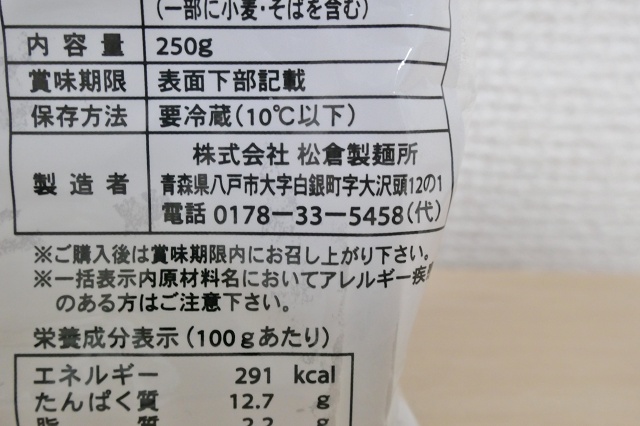 (一部に小麦・そばを含む)
内容量 250g
賞味期限 表面下部記載
保存方法 要冷蔵(10℃以下)
製造者 株式会社 松倉製麺所
青森県八戸市大字白銀町字大沢頭12の1
電話 0178-33-5458(代)
※ご購入後は賞味期限内にお召し上がり下さい。
※一括表示内原材料名においてアレルギー疾
のある方はご注意下さい。
栄養成分表示(100gあたり)
エネルギー 291 kcal
たんぱく質 12.7 g
脂質 2.2 g